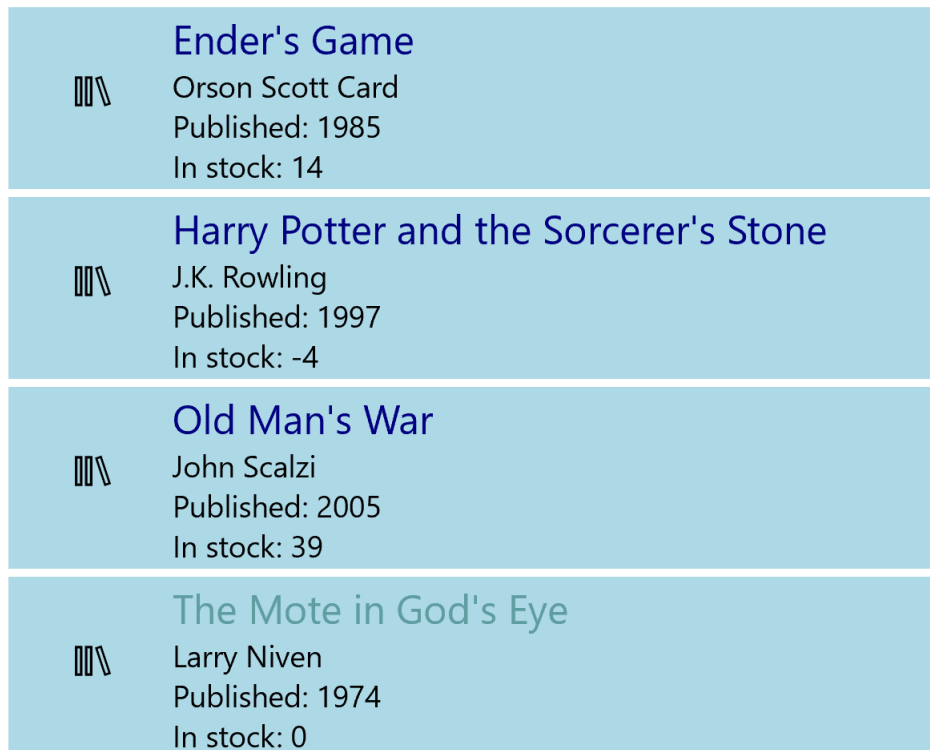 Ender's Game
Orson Scott Card
Published: 1985
In stock: 14
Harry Potter and the Sorcerer's Stone
J.K. Rowling
Published: 1997
In stock: -4
Old Man's War
John Scalzi
Published: 2005
In stock: 39
The Mote in God's Eye
Larry Niven
Published: 1974
In stock: 0